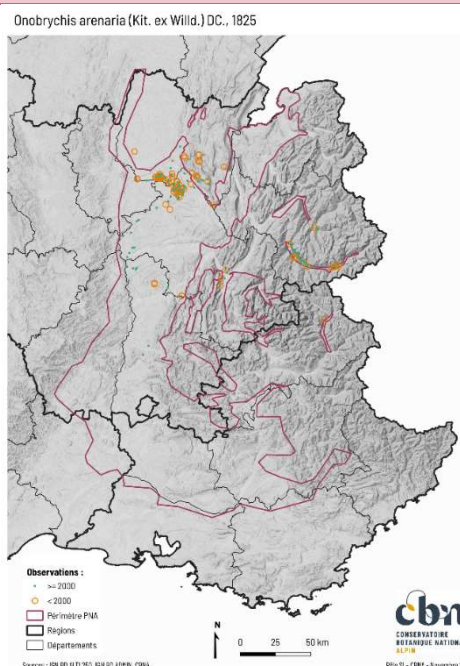 Onobrychis arenaria (Kit. ex Willd.) DC., 1825
Observations :
>= 2000
< 2000
Périmètre PNA
Régions
Départements
N
0 25 50 km
cbn
CONSERVATOIRE
BOTANIQUE NATIONAL
ALPIN